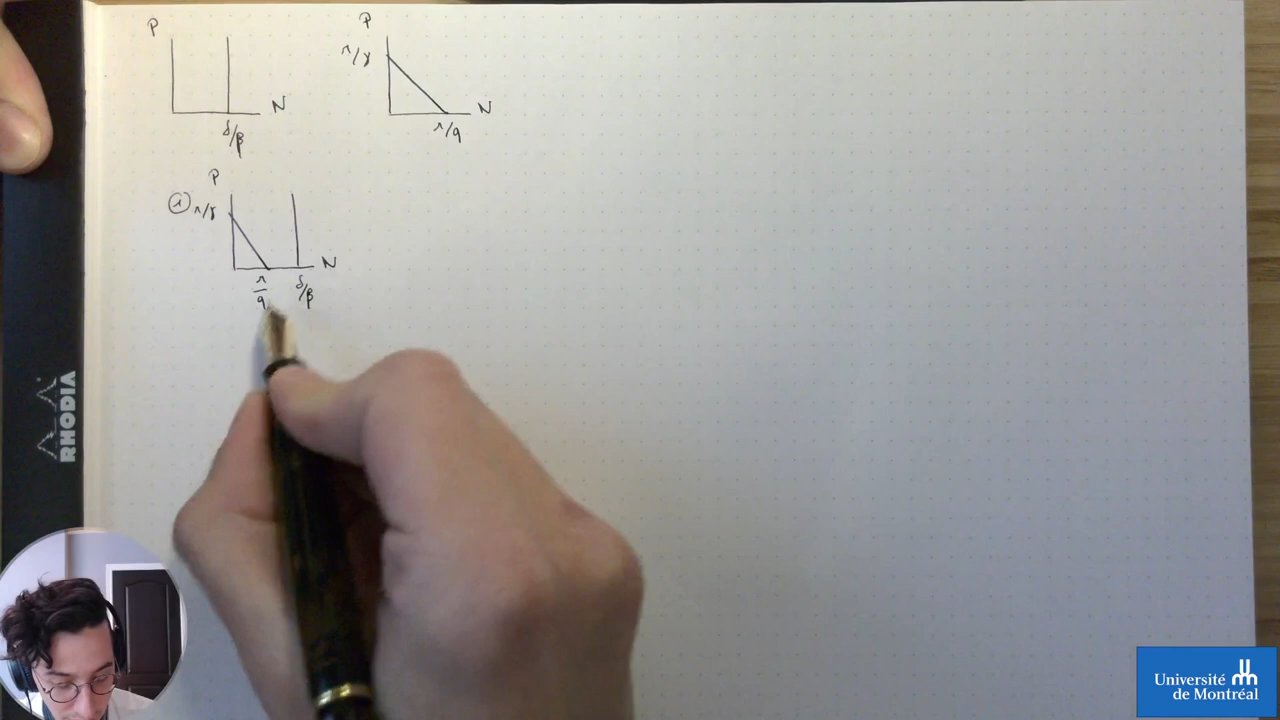 P
N
δ/β
P
r/γ
N
r/q
P
① r/γ
N
r/q
δ/β
RHODIA
Université
de Montréal